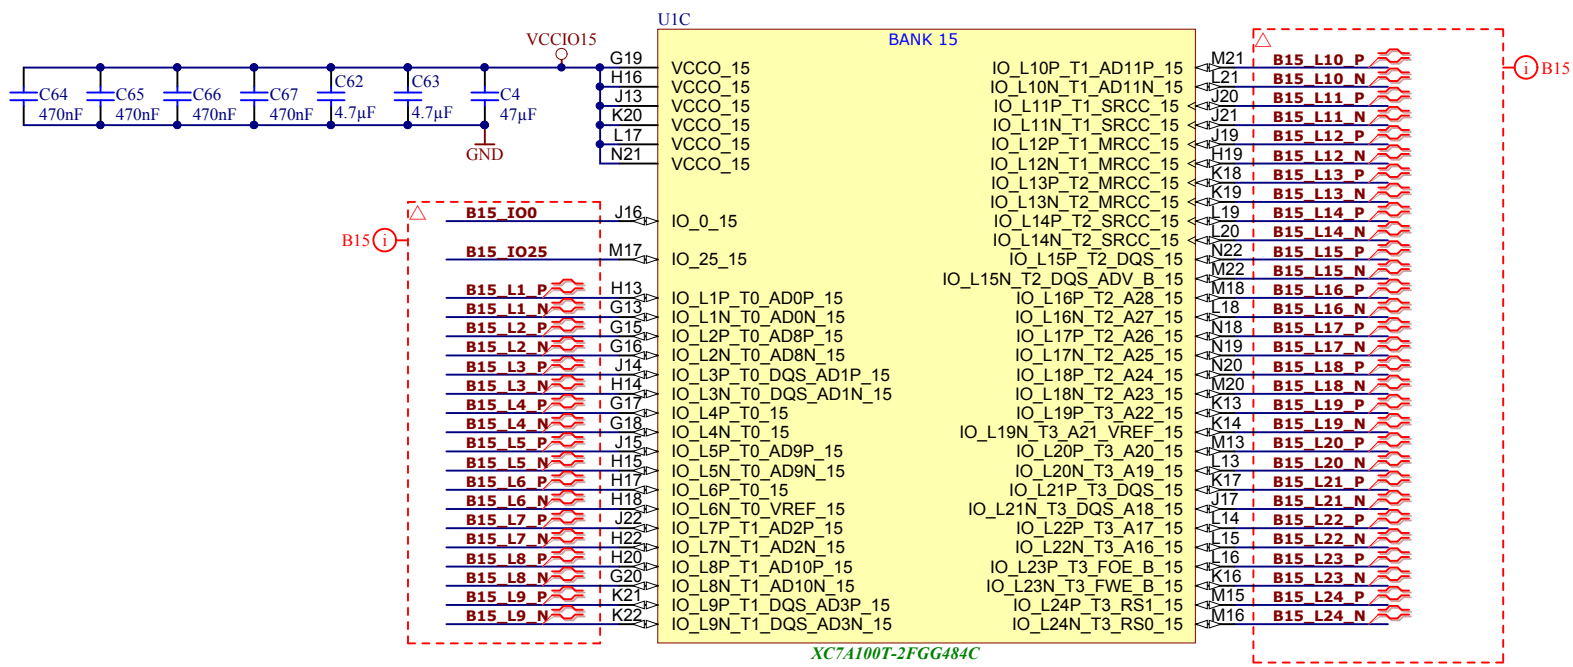 U1C
BANK 15
VCCIO15
C64 470nF
C65 470nF
C66 470nF
C67 470nF
C62 4.7µF
C63 4.7µF
C4 47µF
GND
G19 VCCO_15
H16 VCCO_15
J13 VCCO_15
K20 VCCO_15
L17 VCCO_15
N21 VCCO_15
B15 i
B15_IO0 J16 IO_0_15
B15_IO25 M17 IO_25_15
B15_L1_P H13 IO_L1P_T0_AD0P_15
B15_L1_N G13 IO_L1N_T0_AD0N_15
B15_L2_P G15 IO_L2P_T0_AD8P_15
B15_L2_N G16 IO_L2N_T0_AD8N_15
B15_L3_P J14 IO_L3P_T0_DQS_AD1P_15
B15_L3_N H14 IO_L3N_T0_DQS_AD1N_15
B15_L4_P G17 IO_L4P_T0_15
B15_L4_N G18 IO_L4N_T0_15
B15_L5_P J15 IO_L5P_T0_AD9P_15
B15_L5_N H15 IO_L5N_T0_AD9N_15
B15_L6_P H17 IO_L6P_T0_15
B15_L6_N H18 IO_L6N_T0_VREF_15
B15_L7_P J22 IO_L7P_T1_AD2P_15
B15_L7_N H22 IO_L7N_T1_AD2N_15
B15_L8_P H20 IO_L8P_T1_AD10P_15
B15_L8_N G20 IO_L8N_T1_AD10N_15
B15_L9_P K21 IO_L9P_T1_DQS_AD3P_15
B15_L9_N K22 IO_L9N_T1_DQS_AD3N_15
IO_L10P_T1_AD11P_15 M21 B15_L10_P
IO_L10N_T1_AD11N_15 L21 B15_L10_N
IO_L11P_T1_SRCC_15 J20 B15_L11_P
IO_L11N_T1_SRCC_15 J21 B15_L11_N
IO_L12P_T1_MRCC_15 J19 B15_L12_P
IO_L12N_T1_MRCC_15 H19 B15_L12_N
IO_L13P_T2_MRCC_15 K18 B15_L13_P
IO_L13N_T2_MRCC_15 K19 B15_L13_N
IO_L14P_T2_SRCC_15 L19 B15_L14_P
IO_L14N_T2_SRCC_15 L20 B15_L14_N
IO_L15P_T2_DQS_15 N22 B15_L15_P
IO_L15N_T2_DQS_ADV_B_15 M22 B15_L15_N
IO_L16P_T2_A28_15 M18 B15_L16_P
IO_L16N_T2_A27_15 L18 B15_L16_N
IO_L17P_T2_A26_15 N18 B15_L17_P
IO_L17N_T2_A25_15 N19 B15_L17_N
IO_L18P_T2_A24_15 N20 B15_L18_P
IO_L18N_T2_A23_15 M20 B15_L18_N
IO_L19P_T3_A22_15 K13 B15_L19_P
IO_L19N_T3_A21_VREF_15 K14 B15_L19_N
IO_L20P_T3_A20_15 M13 B15_L20_P
IO_L20N_T3_A19_15 L13 B15_L20_N
IO_L21P_T3_DQS_15 K17 B15_L21_P
IO_L21N_T3_DQS_A18_15 J17 B15_L21_N
IO_L22P_T3_A17_15 L14 B15_L22_P
IO_L22N_T3_A16_15 L15 B15_L22_N
IO_L23P_T3_FOE_B_15 L16 B15_L23_P
IO_L23N_T3_FWE_B_15 K16 B15_L23_N
IO_L24P_T3_RS1_15 M15 B15_L24_P
IO_L24N_T3_RS0_15 M16 B15_L24_N
i B15
XC7A100T-2FGG484C